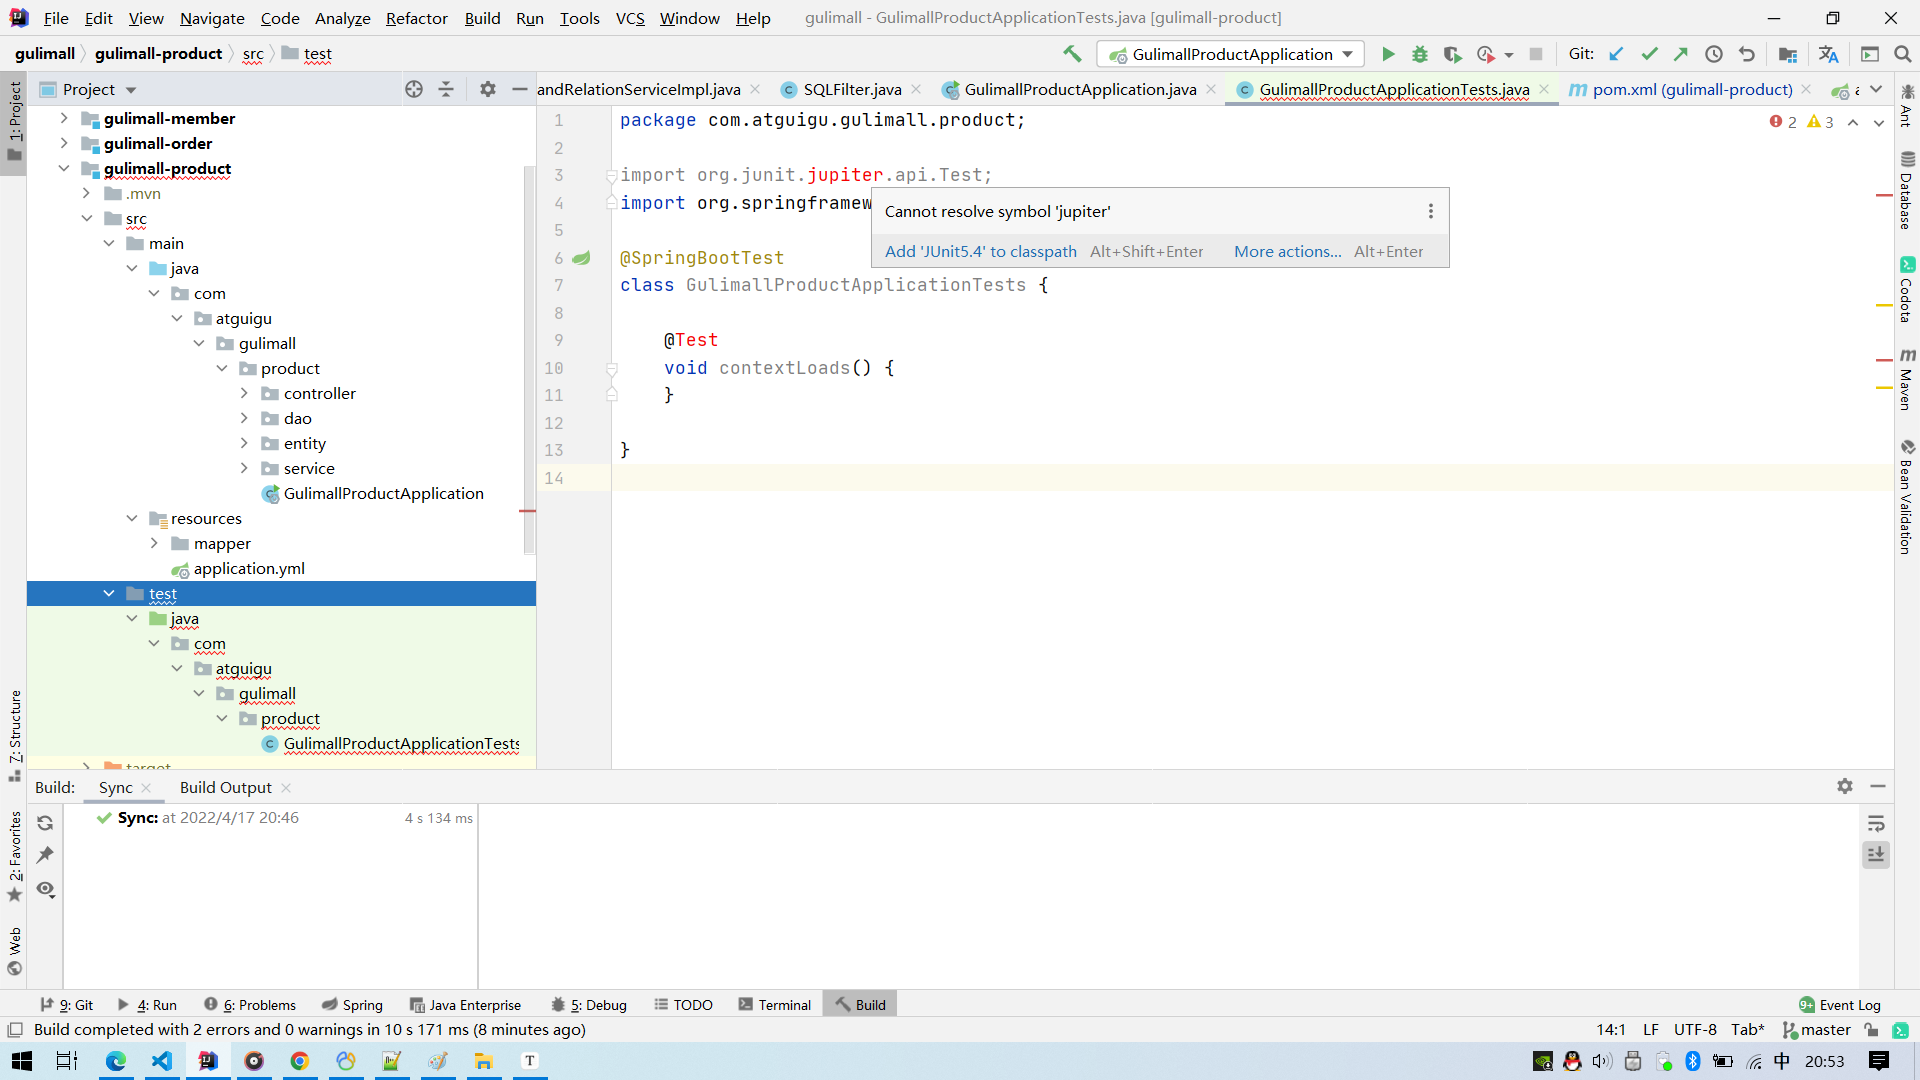 File Edit View Navigate Code Analyze Refactor Build Run Tools VCS Window Help gulimall - GulimallProductApplicationTests.java [gulimall-product]
gulimall gulimall-product src test GulimallProductApplication Git:
Project andRelationServiceImpl.java SQLFilter.java GulimallProductApplication.java GulimallProductApplicationTests.java pom.xml (gulimall-product) a
1: Project
gulimall-member
gulimall-order
gulimall-product
.mvn
src
main
java
com
atguigu
gulimall
product
controller
dao
entity
service
GulimallProductApplication
resources
mapper
application.yml
test
java
com
atguigu
gulimall
product
GulimallProductApplicationTests
target
7: Structure
2: Favorites
Web
1 package com.atguigu.gulimall.product;
2
3 import org.junit.jupiter.api.Test;
4 import org.springframew
5
6 @SpringBootTest
7 class GulimallProductApplicationTests {
8
9 @Test
10 void contextLoads() {
11 }
12
13 }
14
2 3
Cannot resolve symbol 'jupiter'
Add 'JUnit5.4' to classpath Alt+Shift+Enter More actions... Alt+Enter
Ant
Database
Codota
Maven
Bean Validation
Build: Sync Build Output
Sync: at 2022/4/17 20:46 4 s 134 ms
9: Git 4: Run 6: Problems Spring Java Enterprise 5: Debug TODO Terminal Build 9+ Event Log
Build completed with 2 errors and 0 warnings in 10 s 171 ms (8 minutes ago) 14:1 LF UTF-8 Tab* master
T 中 20:53